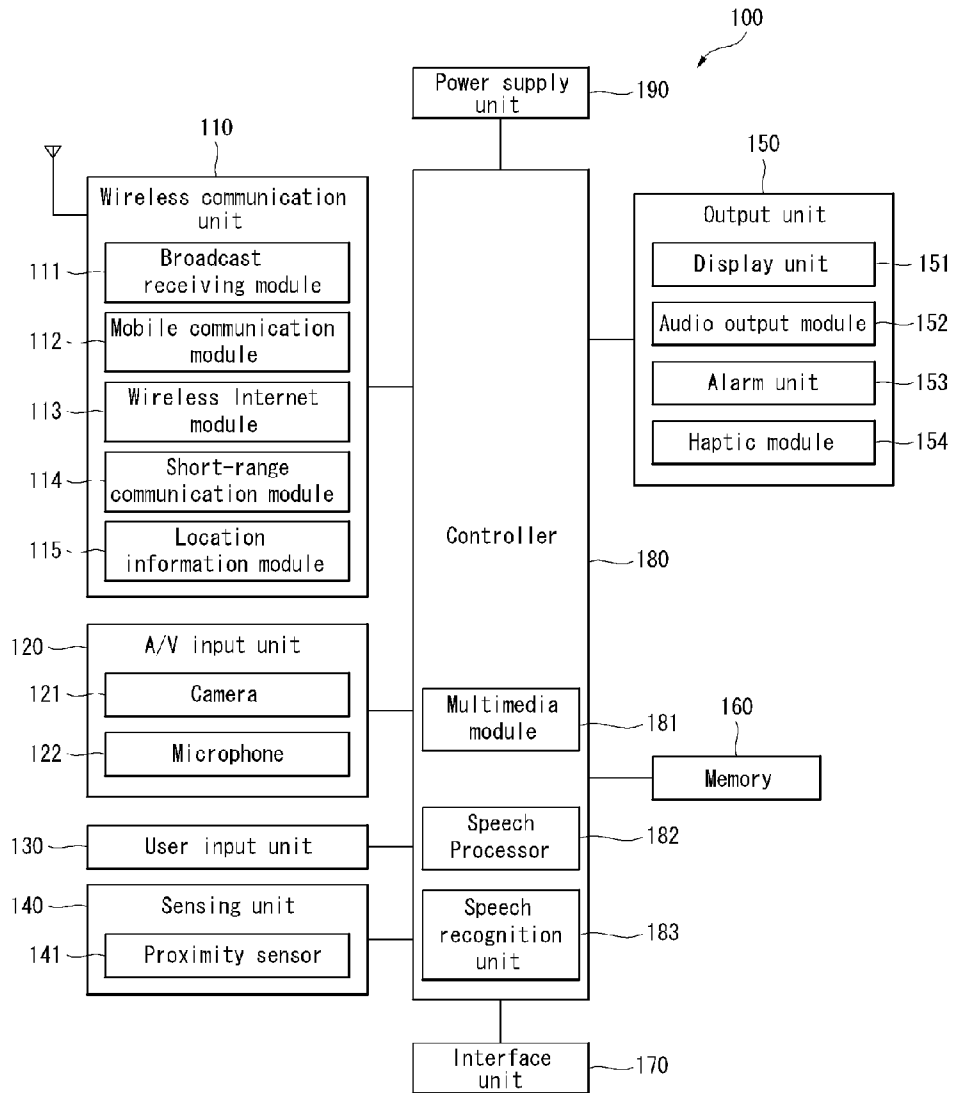 100
Power supply
unit
190
110
Wireless communication
unit
111
Broadcast
receiving module
112
Mobile communication
module
113
Wireless Internet
module
114
Short-range
communication module
115
Location
information module
120
A/V input unit
121
Camera
122
Microphone
130
User input unit
140
Sensing unit
141
Proximity sensor
Controller
180
Multimedia
module
181
Speech
Processor
182
Speech
recognition
unit
183
150
Output unit
Display unit
151
Audio output module
152
Alarm unit
153
Haptic module
154
160
Memory
Interface
unit
170